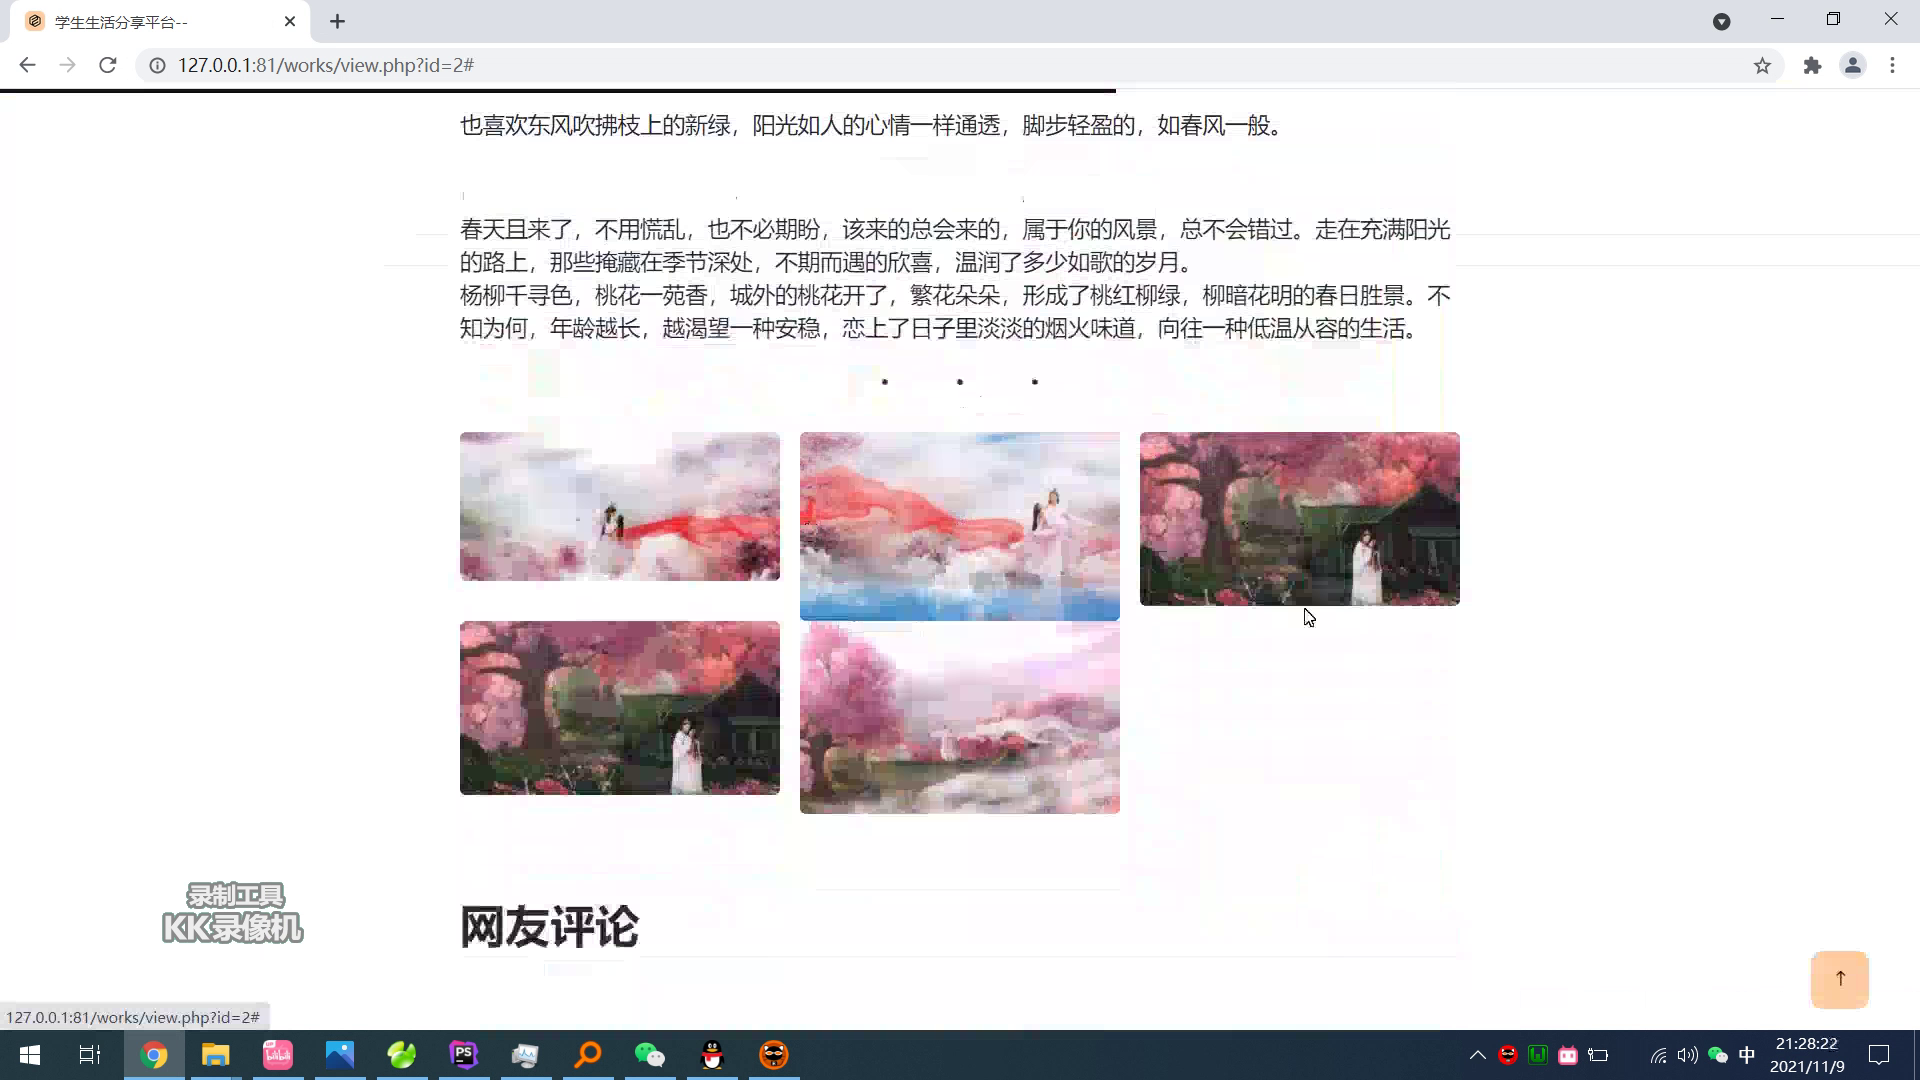 学生生活分享平台--
127.0.0.1:81/works/view.php?id=2#
也喜欢东风吹拂枝上的新绿，阳光如人的心情一样通透，脚步轻盈的，如春风一般。
春天且来了，不用慌乱，也不必期盼，该来的总会来的，属于你的风景，总不会错过。走在充满阳光
的路上，那些掩藏在季节深处，不期而遇的欣喜，温润了多少如歌的岁月。
杨柳千寻色，桃花一苑香，城外的桃花开了，繁花朵朵，形成了桃红柳绿，柳暗花明的春日胜景。不
知为何，年龄越长，越渴望一种安稳，恋上了日子里淡淡的烟火味道，向往一种低温从容的生活。
录制工具
KK录像机
网友评论
127.0.0.1:81/works/view.php?id=2#
bilibili
PS
中
21:28:22
2021/11/9